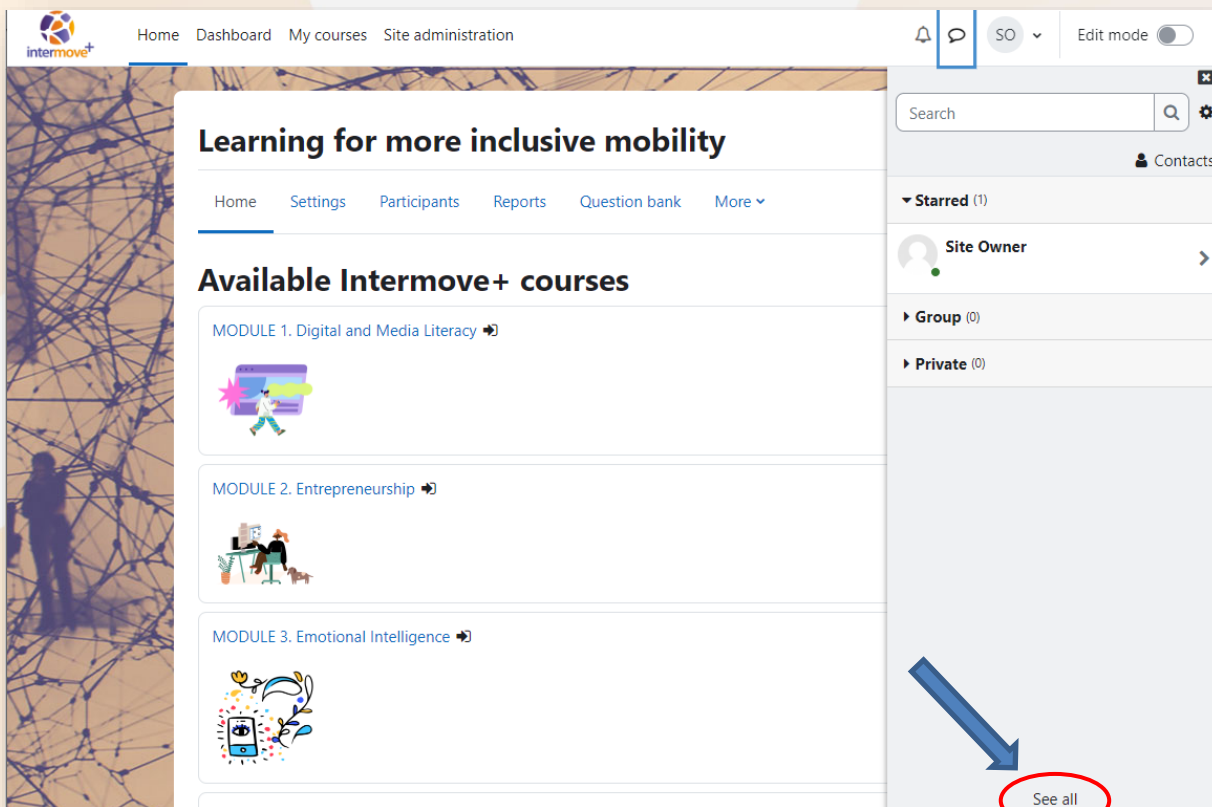 intermove+
Home Dashboard My courses Site administration
SO
Edit mode
Learning for more inclusive mobility
Home Settings Participants Reports Question bank More
Available Intermove+ courses
MODULE 1. Digital and Media Literacy
MODULE 2. Entrepreneurship
MODULE 3. Emotional Intelligence
Search
Contacts
Starred (1)
Site Owner
Group (0)
Private (0)
See all